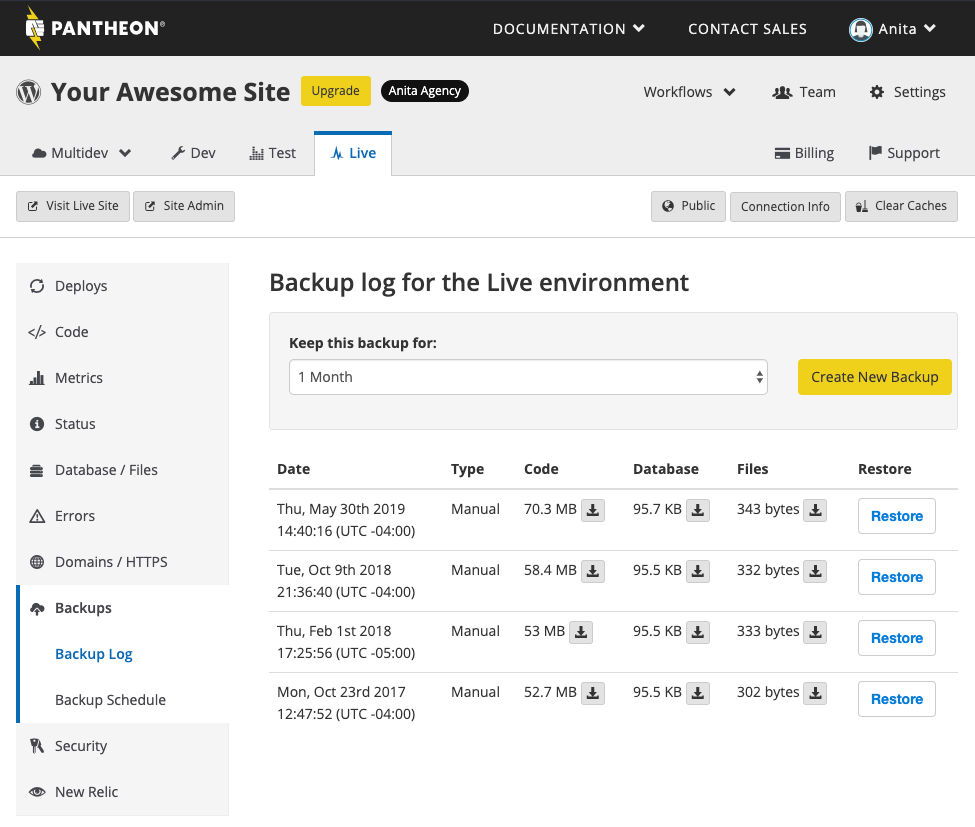 PANTHEON®
DOCUMENTATION CONTACT SALES Anita
Your Awesome Site Upgrade Anita Agency Workflows Team Settings
Multidev Dev Test Live Billing Support
Visit Live Site Site Admin Public Connection Info Clear Caches
Deploys
Code
Metrics
Status
Database / Files
Errors
Domains / HTTPS
Backups
Backup Log
Backup Schedule
Security
New Relic
Backup log for the Live environment
Keep this backup for:
1 Month Create New Backup
Date Type Code Database Files Restore
Thu, May 30th 2019 Manual 70.3 MB 95.7 KB 343 bytes Restore
14:40:16 (UTC -04:00)
Tue, Oct 9th 2018 Manual 58.4 MB 95.5 KB 332 bytes Restore
21:36:40 (UTC -04:00)
Thu, Feb 1st 2018 Manual 53 MB 95.5 KB 333 bytes Restore
17:25:56 (UTC -05:00)
Mon, Oct 23rd 2017 Manual 52.7 MB 95.5 KB 302 bytes Restore
12:47:52 (UTC -04:00)